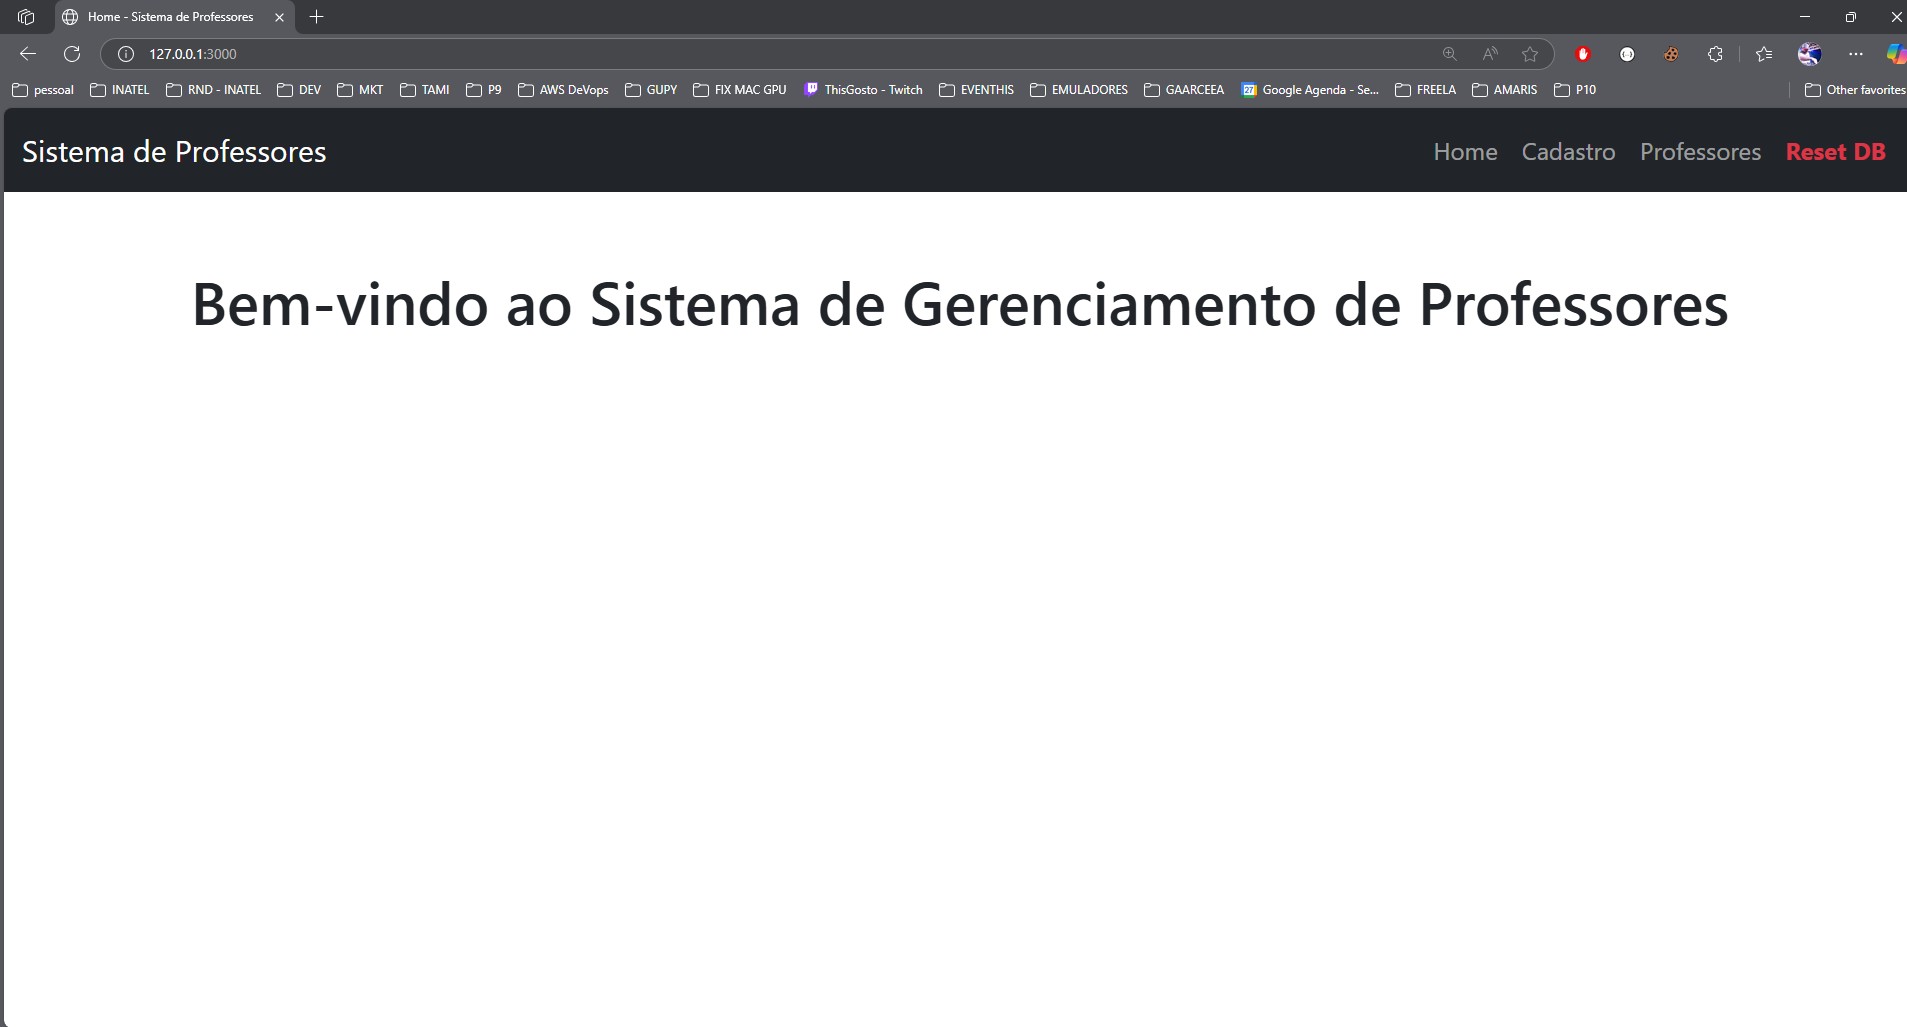 Home - Sistema de Professores
127.0.0.1:3000
pessoal INATEL RND - INATEL DEV MKT TAMI P9 AWS DeVops GUPY FIX MAC GPU ThisGosto - Twitch EVENTHIS EMULADORES GAARCEEA 27 Google Agenda - Se... FREELA AMARIS P10 Other favorites
Sistema de Professores Home Cadastro Professores Reset DB
Bem-vindo ao Sistema de Gerenciamento de Professores